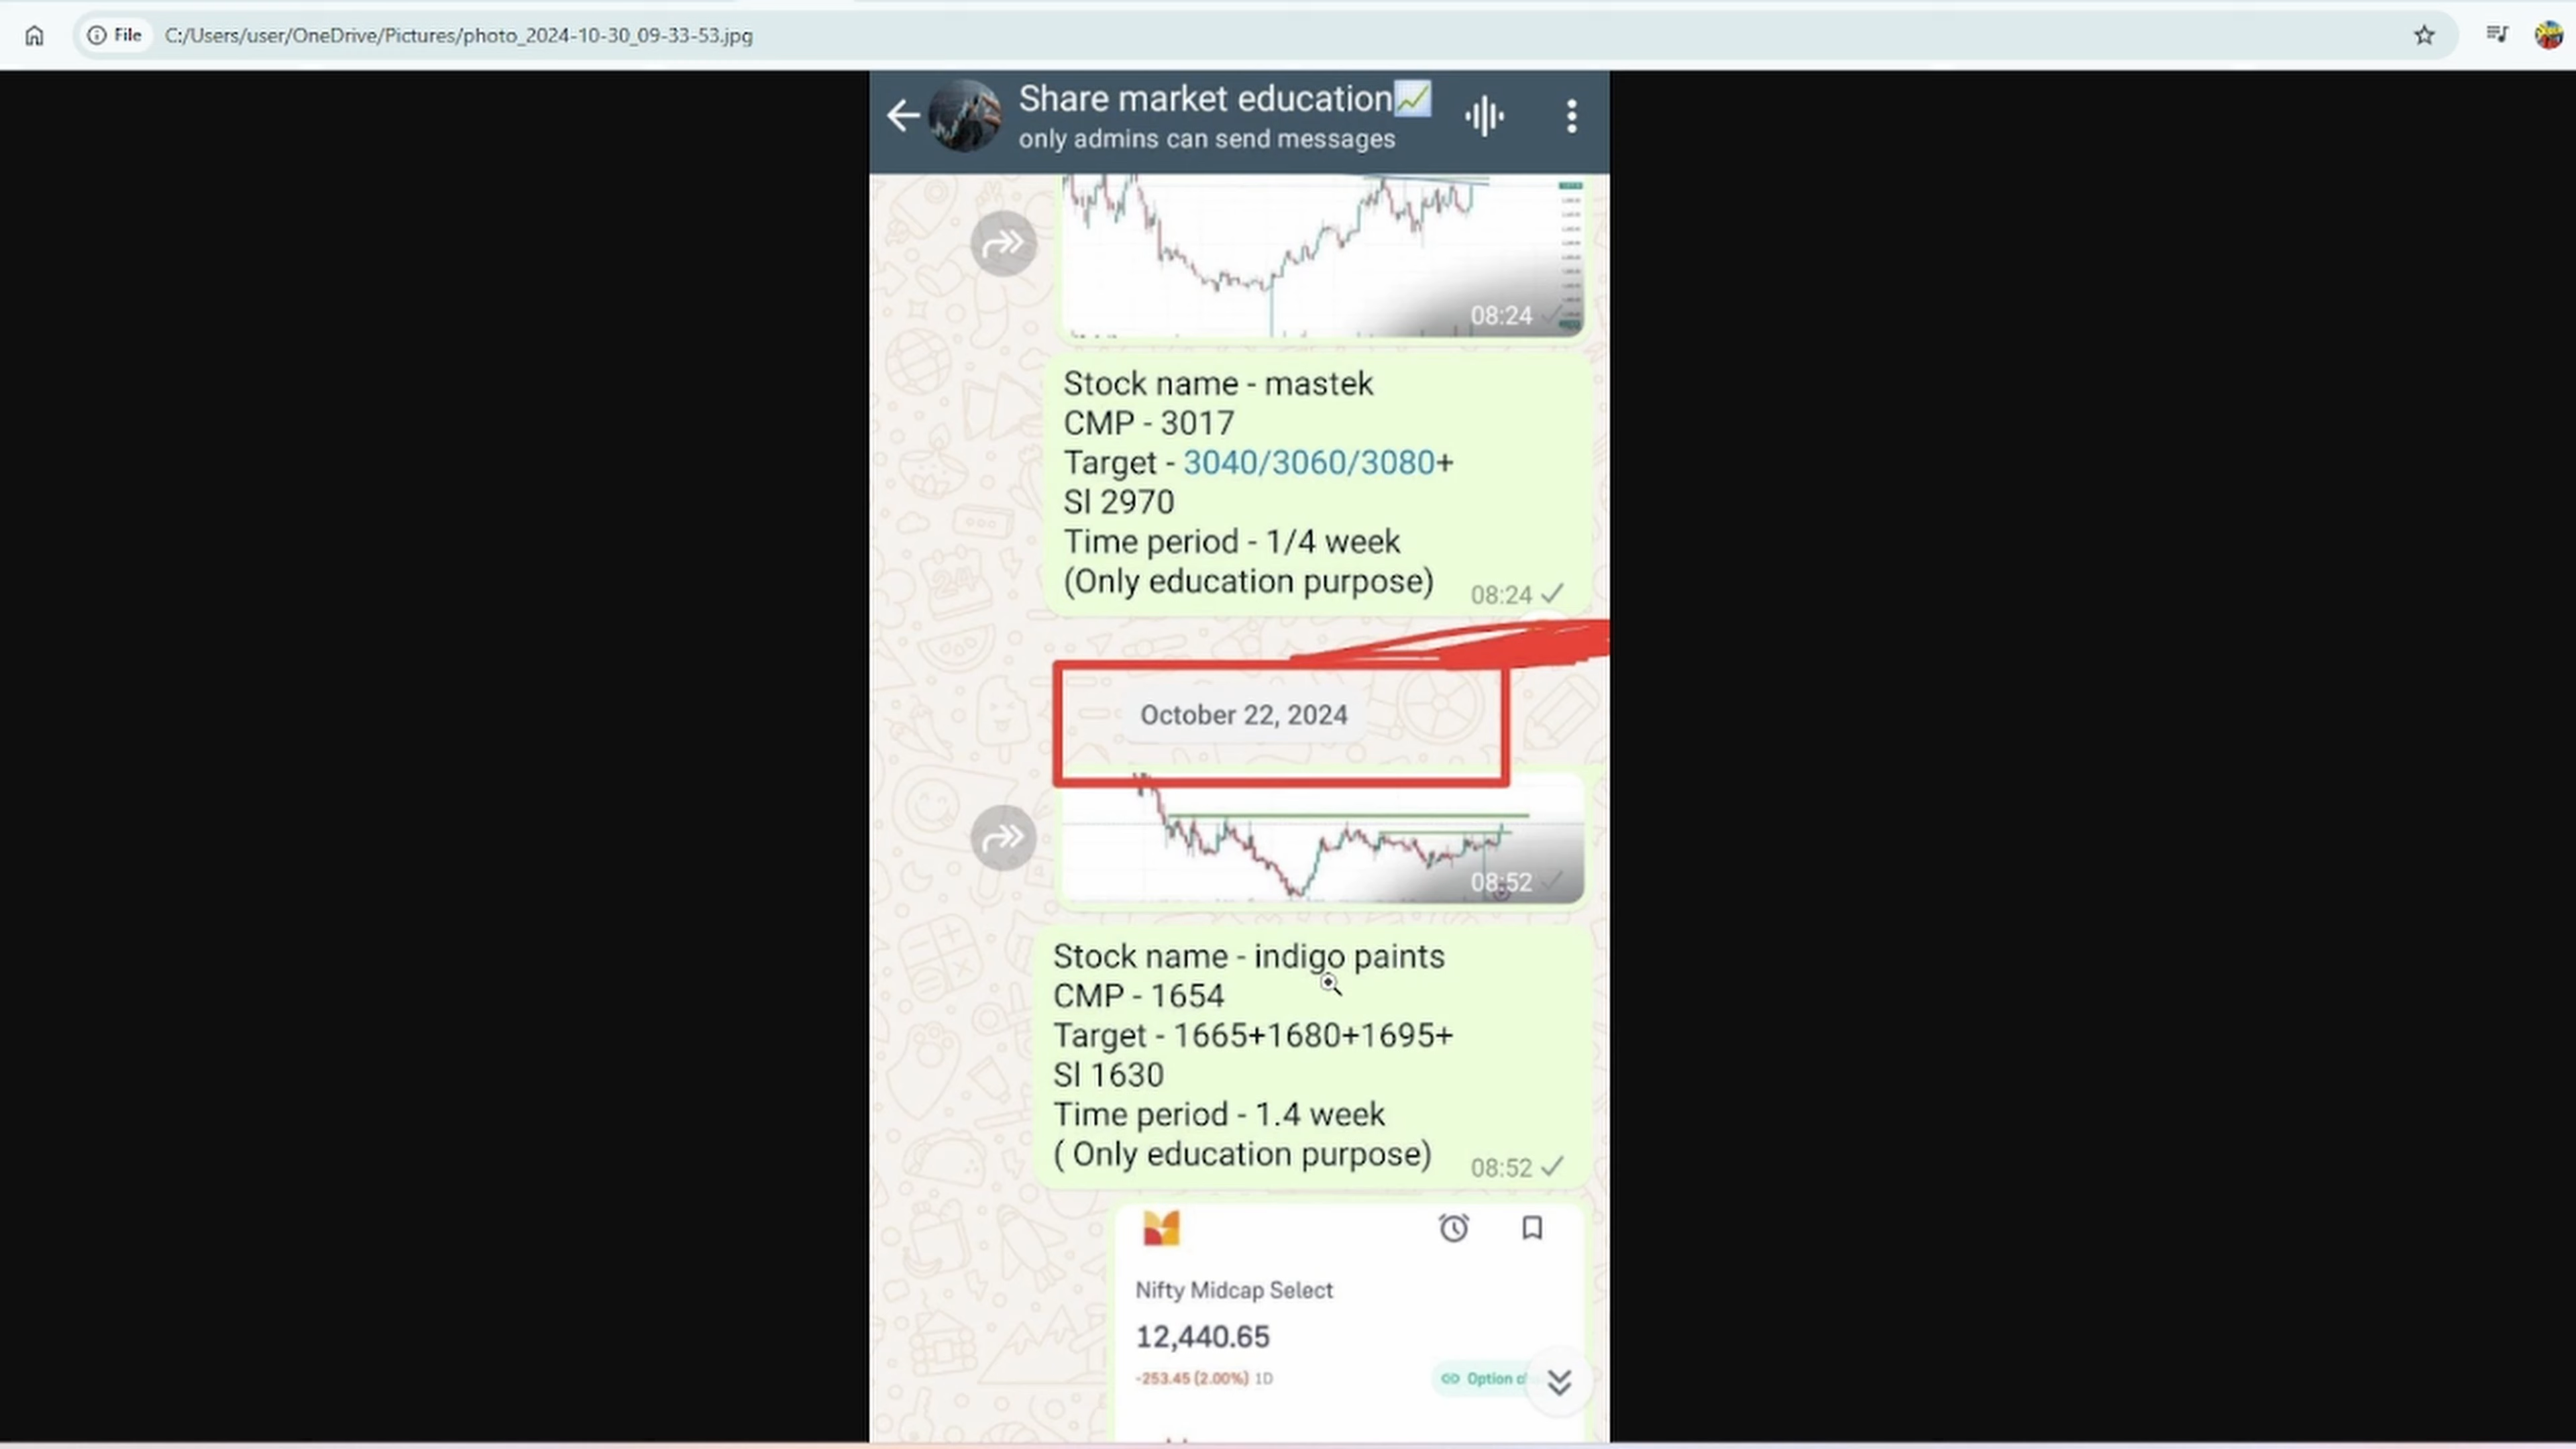 File
C:/Users/user/OneDrive/Pictures/photo_2024-10-30_09-33-53.jpg
Share market education
only admins can send messages
08:24
Stock name - mastek
CMP - 3017
Target - 3040/3060/3080+
Sl 2970
Time period - 1/4 week
(Only education purpose)
08:24
October 22, 2024
08:52
Stock name - indigo paints
CMP - 1654
Target - 1665+1680+1695+
Sl 1630
Time period - 1.4 week
( Only education purpose)
08:52
Nifty Midcap Select
12,440.65
-253.45 (2.00%) 1D
Option